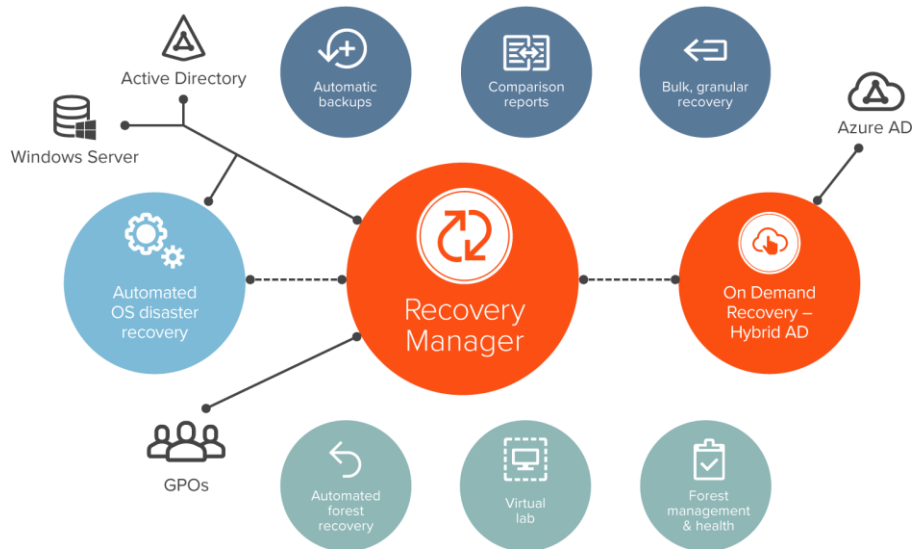 Active Directory
Windows Server
Automatic
backups
Comparison
reports
Bulk, granular
recovery
Azure AD
Automated
OS disaster
recovery
Recovery
Manager
On Demand
Recovery –
Hybrid AD
GPOs
Automated
forest
recovery
Virtual
lab
Forest
management
& health